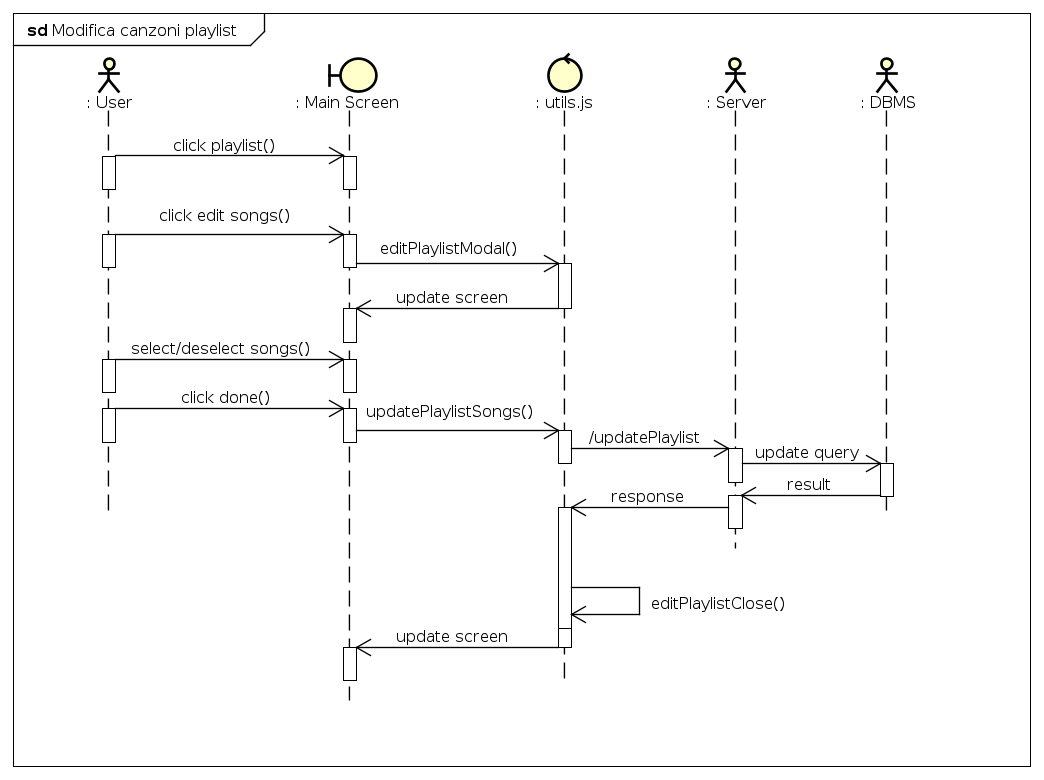 sd Modifica canzoni playlist
: User
: Main Screen
: utils.js
: Server
: DBMS
click playlist()
click edit songs()
editPlaylistModal()
update screen
select/deselect songs()
click done()
updatePlaylistSongs()
/updatePlaylist
update query
result
response
editPlaylistClose()
update screen